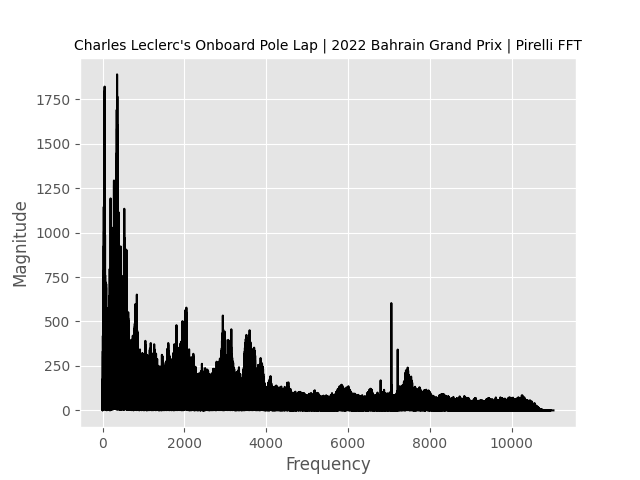 Charles Leclerc's Onboard Pole Lap | 2022 Bahrain Grand Prix | Pirelli FFT
Magnitude
1750
1500
1250
1000
750
500
250
0
0 2000 4000 6000 8000 10000
Frequency